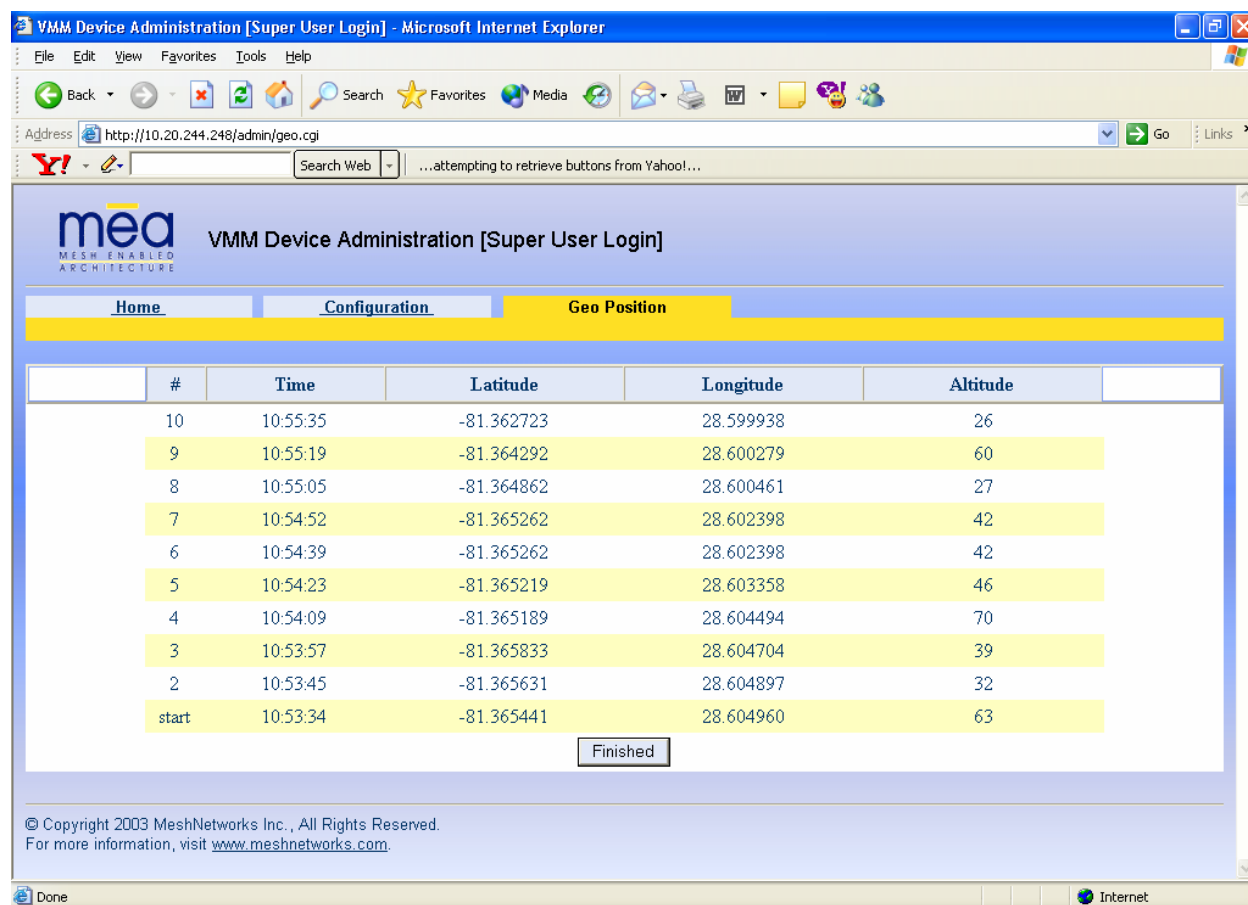 VMM Device Administration [Super User Login] - Microsoft Internet Explorer
File Edit View Favorites Tools Help
Back Search Favorites Media
Address http://10.20.244.248/admin/geo.cgi Go Links
Y! Search Web ...attempting to retrieve buttons from Yahoo!...
mēa
MESH ENABLED
ARCHITECTURE
VMM Device Administration [Super User Login]
Home Configuration Geo Position
# Time Latitude Longitude Altitude
10 10:55:35 -81.362723 28.599938 26
9 10:55:19 -81.364292 28.600279 60
8 10:55:05 -81.364862 28.600461 27
7 10:54:52 -81.365262 28.602398 42
6 10:54:39 -81.365262 28.602398 42
5 10:54:23 -81.365219 28.603358 46
4 10:54:09 -81.365189 28.604494 70
3 10:53:57 -81.365833 28.604704 39
2 10:53:45 -81.365631 28.604897 32
start 10:53:34 -81.365441 28.604960 63
Finished
© Copyright 2003 MeshNetworks Inc., All Rights Reserved.
For more information, visit www.meshnetworks.com.
Done Internet